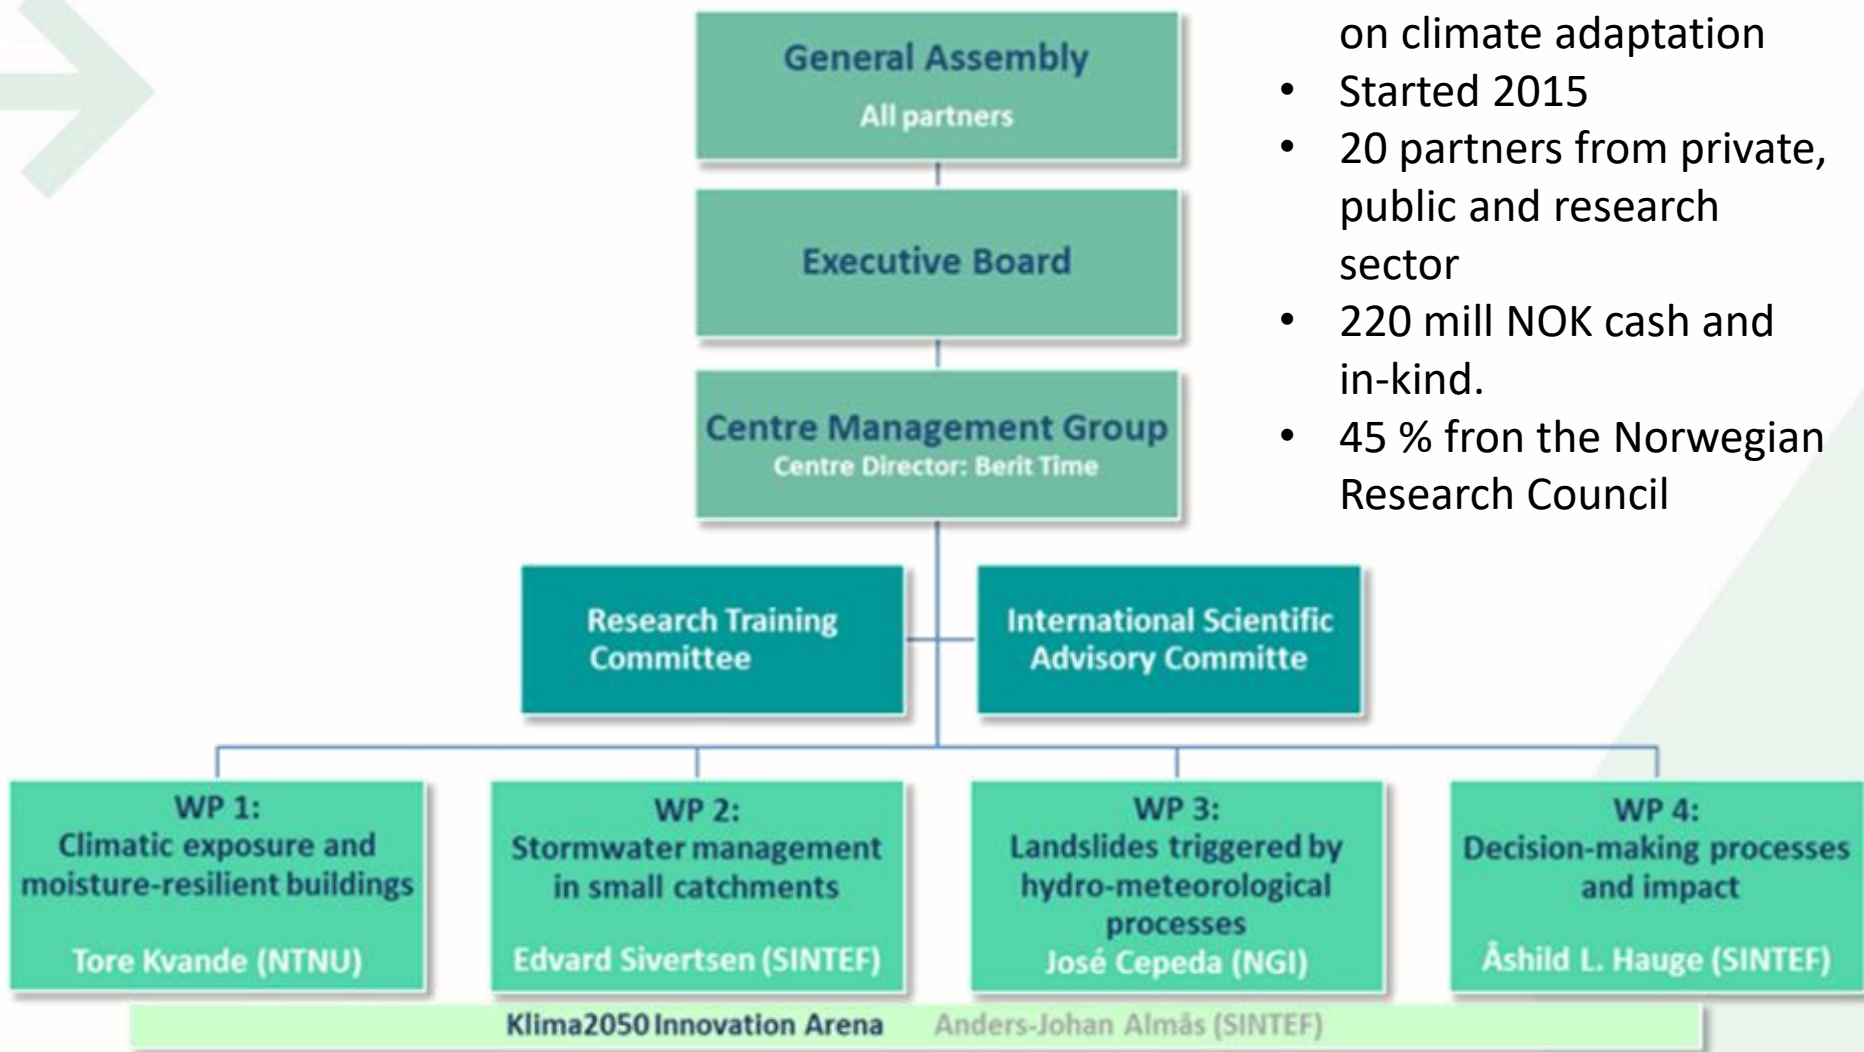 General Assembly
All partners
Executive Board
Centre Management Group
Centre Director: Berit Time
on climate adaptation
• Started 2015
• 20 partners from private,
public and research
sector
• 220 mill NOK cash and
in-kind.
• 45 % fron the Norwegian
Research Council
Research Training
Committee
International Scientific
Advisory Committe
WP 1:
Climatic exposure and
moisture-resilient buildings
Tore Kvande (NTNU)
WP 2:
Stormwater management
in small catchments
Edvard Sivertsen (SINTEF)
WP 3:
Landslides triggered by
hydro-meteorological
processes
José Cepeda (NGI)
WP 4:
Decision-making processes
and impact
Åshild L. Hauge (SINTEF)
Klima2050 Innovation Arena Anders-Johan Almås (SINTEF)